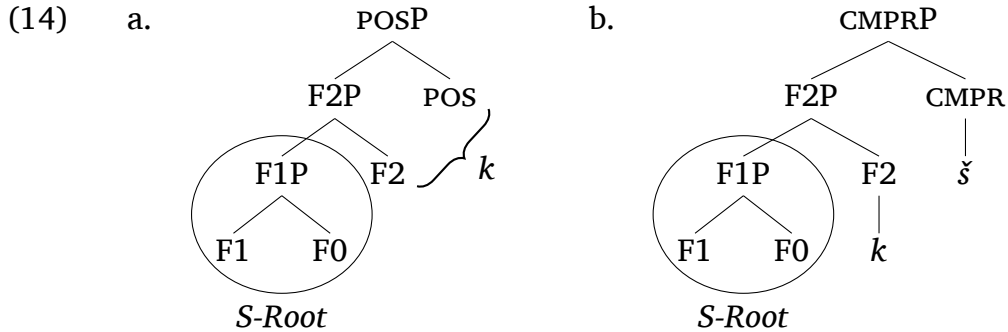 (14) a. POSP b. CMPRP
F2P POS F2P CMPR
F1P F2 k F1P F2 š
F1 F0 F1 F0 k
S-Root S-Root